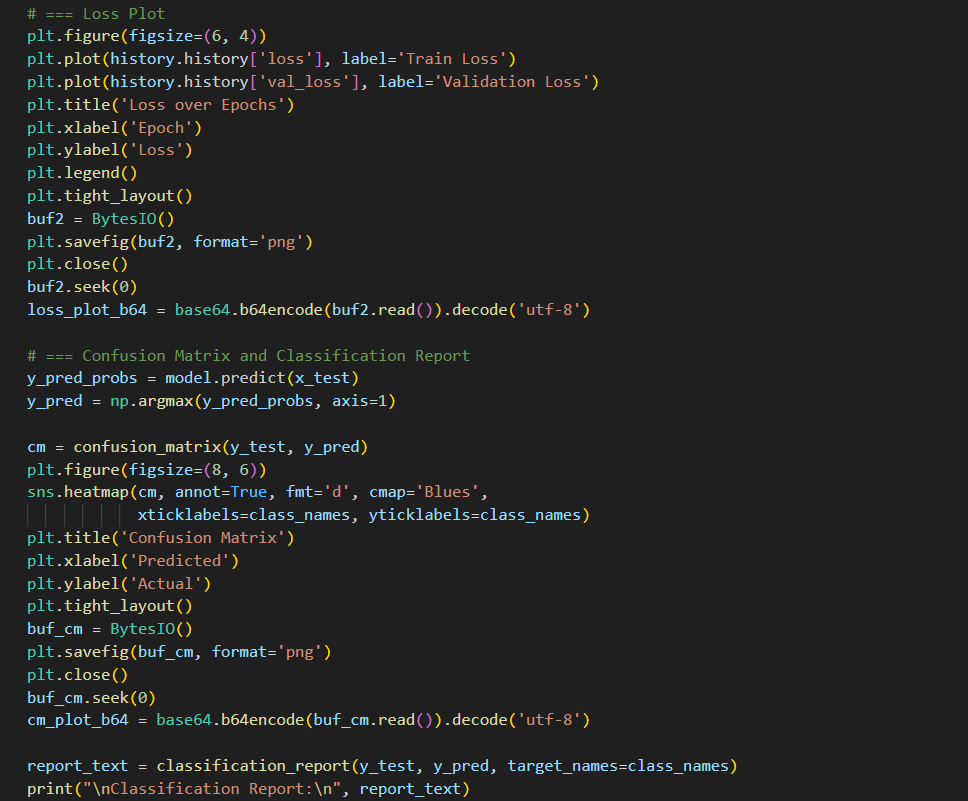 # === Loss Plot
plt.figure(figsize=(6, 4))
plt.plot(history.history['loss'], label='Train Loss')
plt.plot(history.history['val_loss'], label='Validation Loss')
plt.title('Loss over Epochs')
plt.xlabel('Epoch')
plt.ylabel('Loss')
plt.legend()
plt.tight_layout()
buf2 = BytesIO()
plt.savefig(buf2, format='png')
plt.close()
buf2.seek(0)
loss_plot_b64 = base64.b64encode(buf2.read()).decode('utf-8')

# === Confusion Matrix and Classification Report
y_pred_probs = model.predict(x_test)
y_pred = np.argmax(y_pred_probs, axis=1)

cm = confusion_matrix(y_test, y_pred)
plt.figure(figsize=(8, 6))
sns.heatmap(cm, annot=True, fmt='d', cmap='Blues',
            xticklabels=class_names, yticklabels=class_names)
plt.title('Confusion Matrix')
plt.xlabel('Predicted')
plt.ylabel('Actual')
plt.tight_layout()
buf_cm = BytesIO()
plt.savefig(buf_cm, format='png')
plt.close()
buf_cm.seek(0)
cm_plot_b64 = base64.b64encode(buf_cm.read()).decode('utf-8')

report_text = classification_report(y_test, y_pred, target_names=class_names)
print("\nClassification Report:\n", report_text)